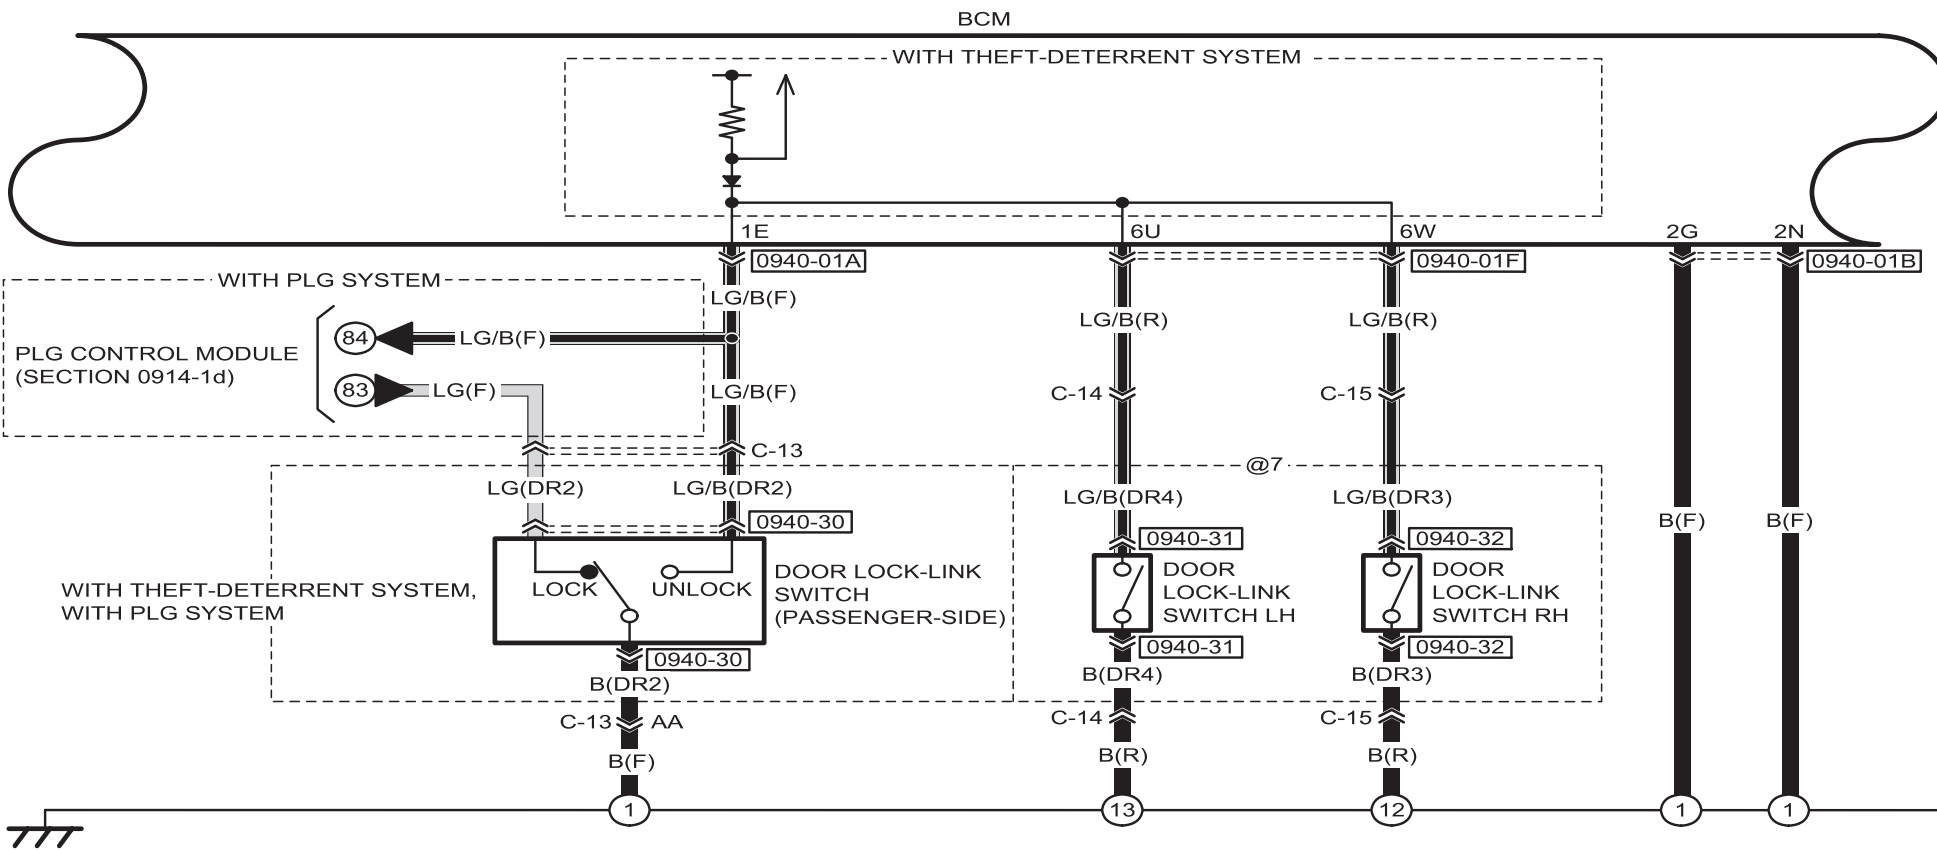 BCM
WITH THEFT-DETERRENT SYSTEM
1E
6U
6W
2G
2N
0940-01A
0940-01F
0940-01B
WITH PLG SYSTEM
LG/B(F)
LG/B(R)
LG/B(R)
84
LG/B(F)
PLG CONTROL MODULE
(SECTION 0914-1d)
83
LG(F)
LG/B(F)
C-14
C-15
C-13
@7
LG(DR2)
LG/B(DR2)
LG/B(DR4)
LG/B(DR3)
0940-30
B(F)
B(F)
0940-31
0940-32
LOCK
UNLOCK
DOOR LOCK-LINK
SWITCH
(PASSENGER-SIDE)
DOOR
LOCK-LINK
SWITCH LH
DOOR
LOCK-LINK
SWITCH RH
WITH THEFT-DETERRENT SYSTEM,
WITH PLG SYSTEM
0940-30
0940-31
0940-32
B(DR2)
B(DR4)
B(DR3)
C-13
AA
C-14
C-15
B(F)
B(R)
B(R)
1
13
12
1
1